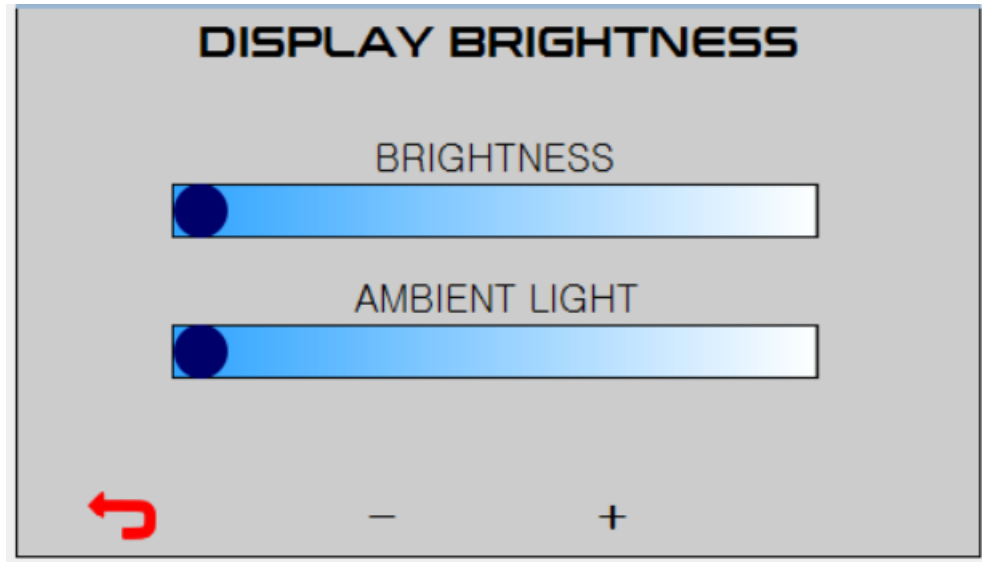 DISPLAY BRIGHTNESS
BRIGHTNESS
AMBIENT LIGHT
- +